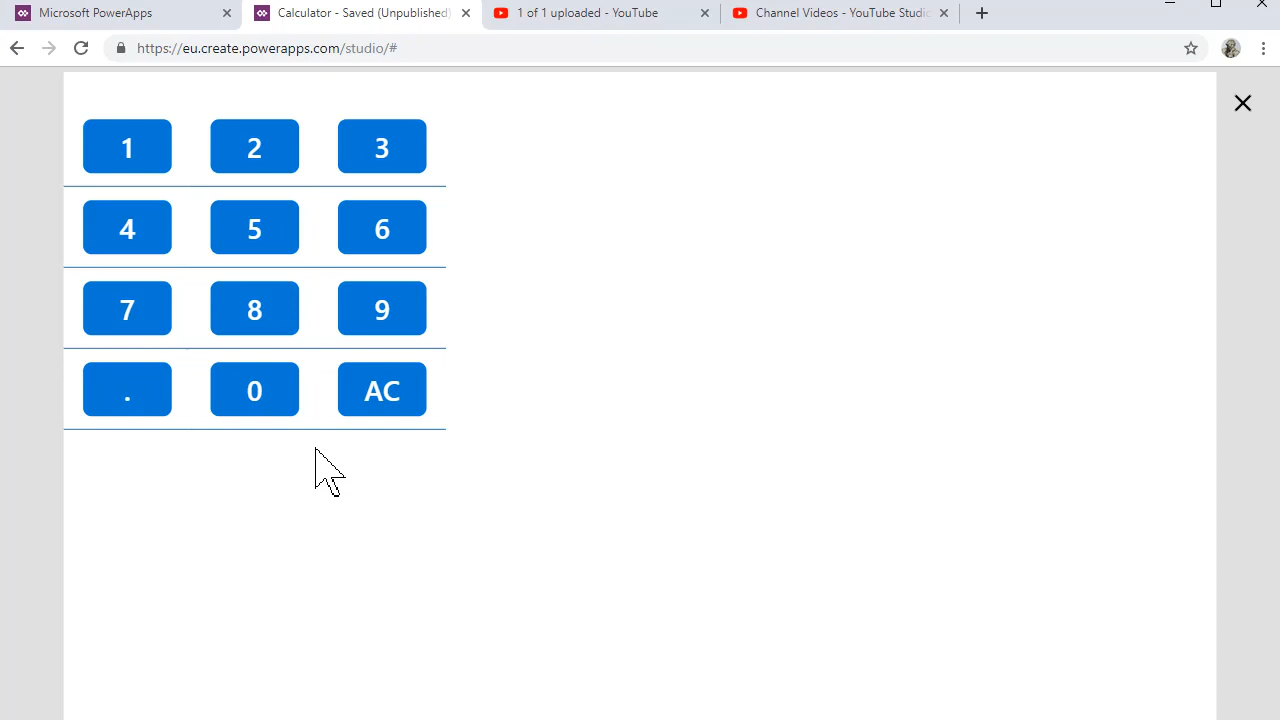 Microsoft PowerApps
Calculator - Saved (Unpublished)
1 of 1 uploaded - YouTube
Channel Videos - YouTube Studio
https://eu.create.powerapps.com/studio/#
1 2 3
4 5 6
7 8 9
. 0 AC